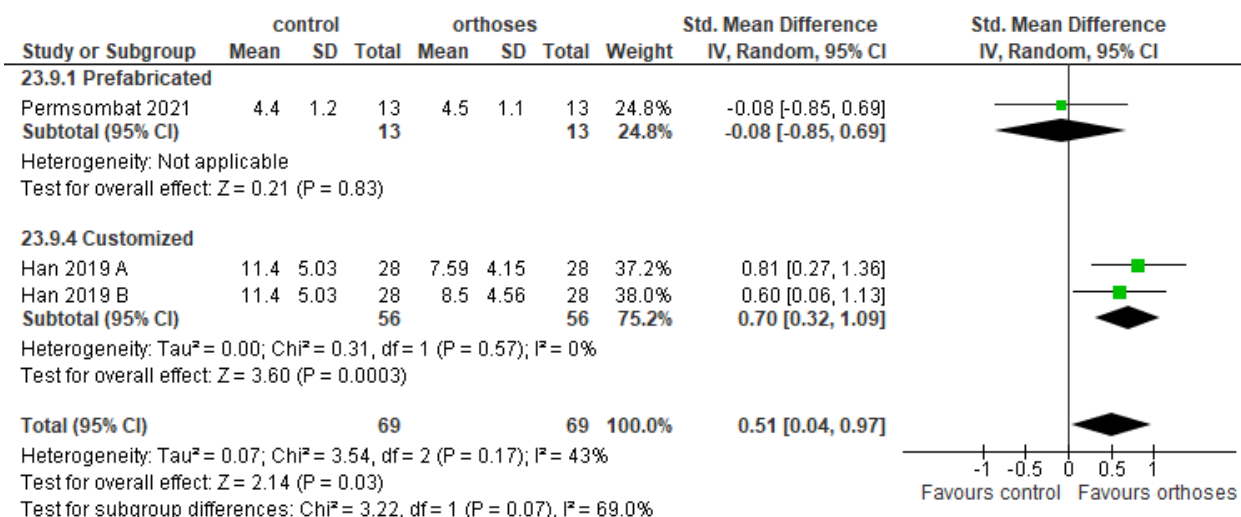 control orthoses Std. Mean Difference Std. Mean Difference
Study or Subgroup Mean SD Total Mean SD Total Weight IV, Random, 95% CI IV, Random, 95% CI
23.9.1 Prefabricated
Permsombat 2021 4.4 1.2 13 4.5 1.1 13 24.8% -0.08 [-0.85, 0.69]
Subtotal (95% CI) 13 13 24.8% -0.08 [-0.85, 0.69]
Heterogeneity: Not applicable
Test for overall effect: Z = 0.21 (P = 0.83)
23.9.4 Customized
Han 2019 A 11.4 5.03 28 7.59 4.15 28 37.2% 0.81 [0.27, 1.36]
Han 2019 B 11.4 5.03 28 8.5 4.56 28 38.0% 0.60 [0.06, 1.13]
Subtotal (95% CI) 56 56 75.2% 0.70 [0.32, 1.09]
Heterogeneity: Tau² = 0.00; Chi² = 0.31, df = 1 (P = 0.57); I² = 0%
Test for overall effect: Z = 3.60 (P = 0.0003)
Total (95% CI) 69 69 100.0% 0.51 [0.04, 0.97]
Heterogeneity: Tau² = 0.07; Chi² = 3.54, df = 2 (P = 0.17); I² = 43%
Test for overall effect: Z = 2.14 (P = 0.03)
Test for subgroup differences: Chi² = 3.22, df = 1 (P = 0.07), I² = 69.0%
-1 -0.5 0 0.5 1
Favours control Favours orthoses